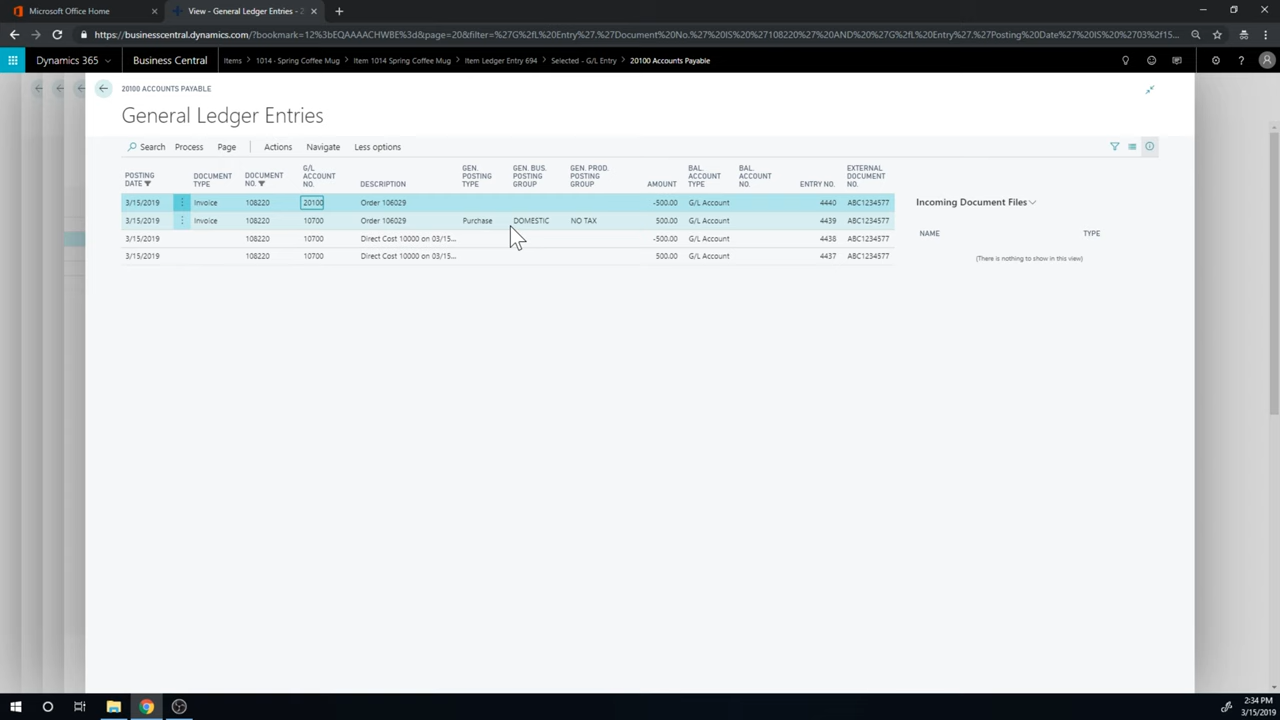 Microsoft Office Home
View - General Ledger Entries - 2
https://businesscentral.dynamics.com/?bookmark=12%3bEQAAAACHWBE%3d&page=20&filter=%27G%2fL%20Entry%27.%27Document%20No.%27%20IS%20%27108220%27%20AND%20%27G%2fL%20Entry%27.%27Posting%20Date%27%20IS%20%2703%2f15...
Dynamics 365
Business Central
Items > 1014 · Spring Coffee Mug > Item 1014 Spring Coffee Mug > Item Ledger Entry 694 > Selected - G/L Entry > 20100 Accounts Payable
20100 ACCOUNTS PAYABLE
General Ledger Entries
Search Process Page Actions Navigate Less options
POSTING DATE DOCUMENT TYPE DOCUMENT NO. G/L ACCOUNT NO. DESCRIPTION GEN. POSTING TYPE GEN. BUS. POSTING GROUP GEN. PROD. POSTING GROUP AMOUNT BAL. ACCOUNT TYPE BAL. ACCOUNT NO. ENTRY NO. EXTERNAL DOCUMENT NO.
3/15/2019 Invoice 108220 20100 Order 106029 -500.00 G/L Account 4440 ABC1234577
3/15/2019 Invoice 108220 10700 Order 106029 Purchase DOMESTIC NO TAX 500.00 G/L Account 4439 ABC1234577
3/15/2019 108220 10700 Direct Cost 10000 on 03/15... -500.00 G/L Account 4438 ABC1234577
3/15/2019 108220 10700 Direct Cost 10000 on 03/15... 500.00 G/L Account 4437 ABC1234577
Incoming Document Files
NAME TYPE
(There is nothing to show in this view)
2:34 PM
3/15/2019